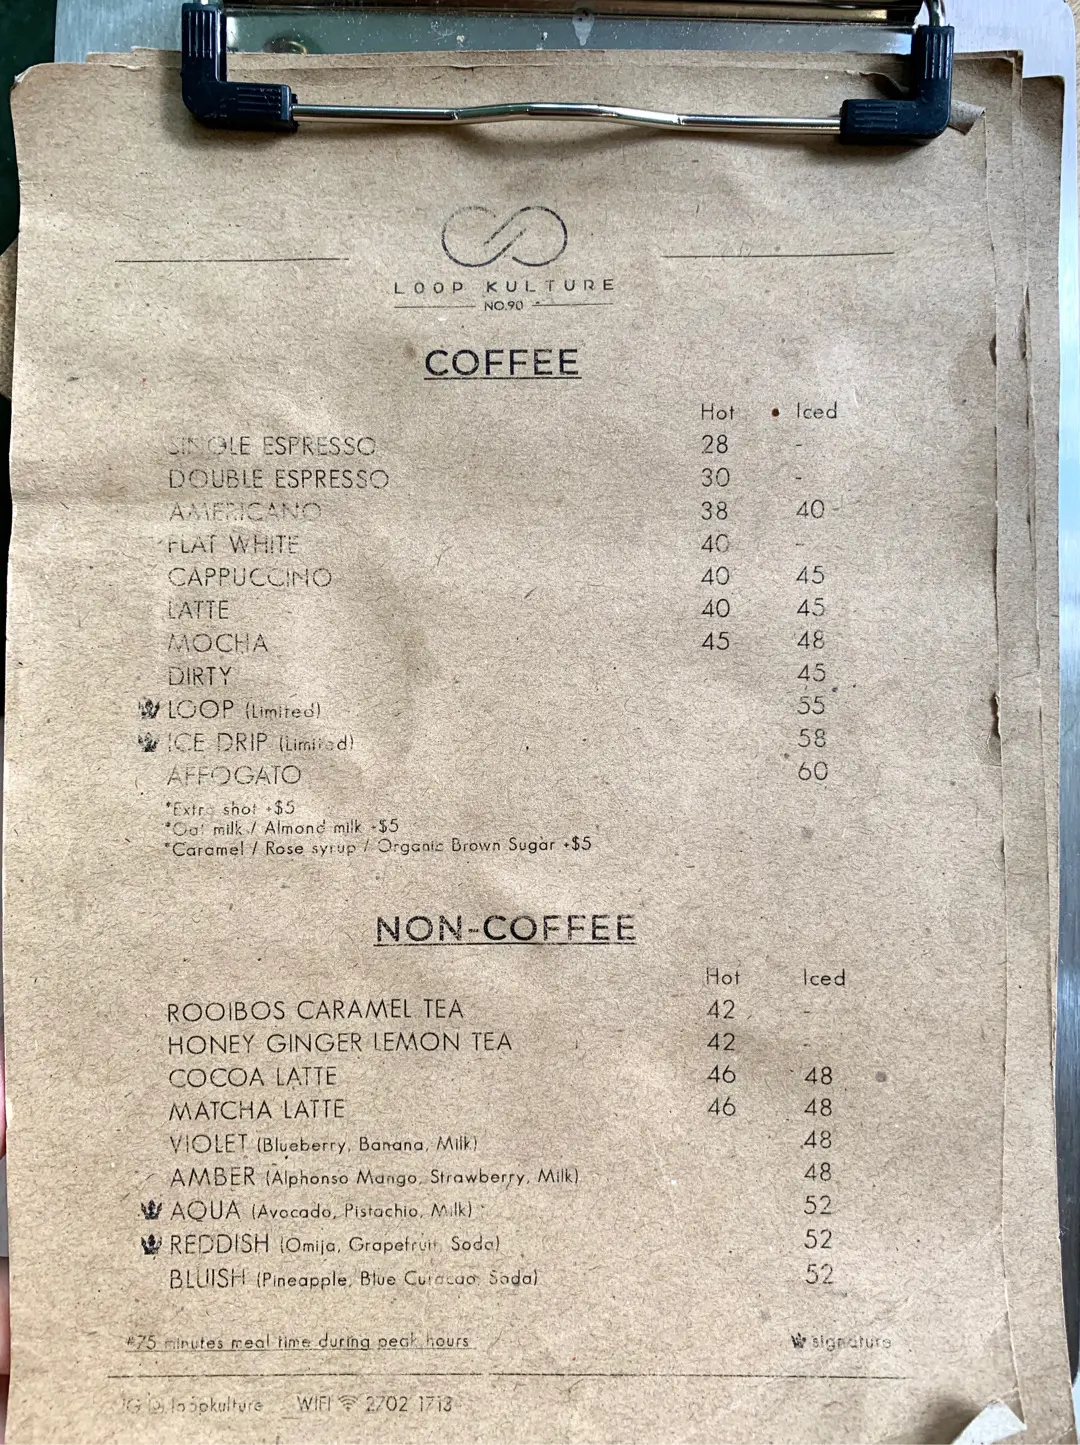 LOOP KULTURE
NO.90
COFFEE
Hot Iced
SINGLE ESPRESSO 28 -
DOUBLE ESPRESSO 30 -
AMERICANO 38 40
FLAT WHITE 40 -
CAPPUCCINO 40 45
LATTE 40 45
MOCHA 45 48
DIRTY 45
LOOP (Limited) 55
ICE DRIP (Limited) 58
AFFOGATO 60
*Extra shot +$5
*Oat milk / Almond milk +$5
*Caramel / Rose syrup / Organic Brown Sugar +$5
NON-COFFEE
Hot Iced
ROOIBOS CARAMEL TEA 42 -
HONEY GINGER LEMON TEA 42 -
COCOA LATTE 46 48
MATCHA LATTE 46 48
VIOLET (Blueberry, Banana, Milk) 48
AMBER (Alphonso Mango, Strawberry, Milk) 48
AQUA (Avocado, Pistachio, Milk) 52
REDDISH (Omija, Grapefruit, Soda) 52
BLUISH (Pineapple, Blue Curacao, Soda) 52
#75 minutes meal time during peak hours
signature
IG @loopkulture WIFI 2702 1713